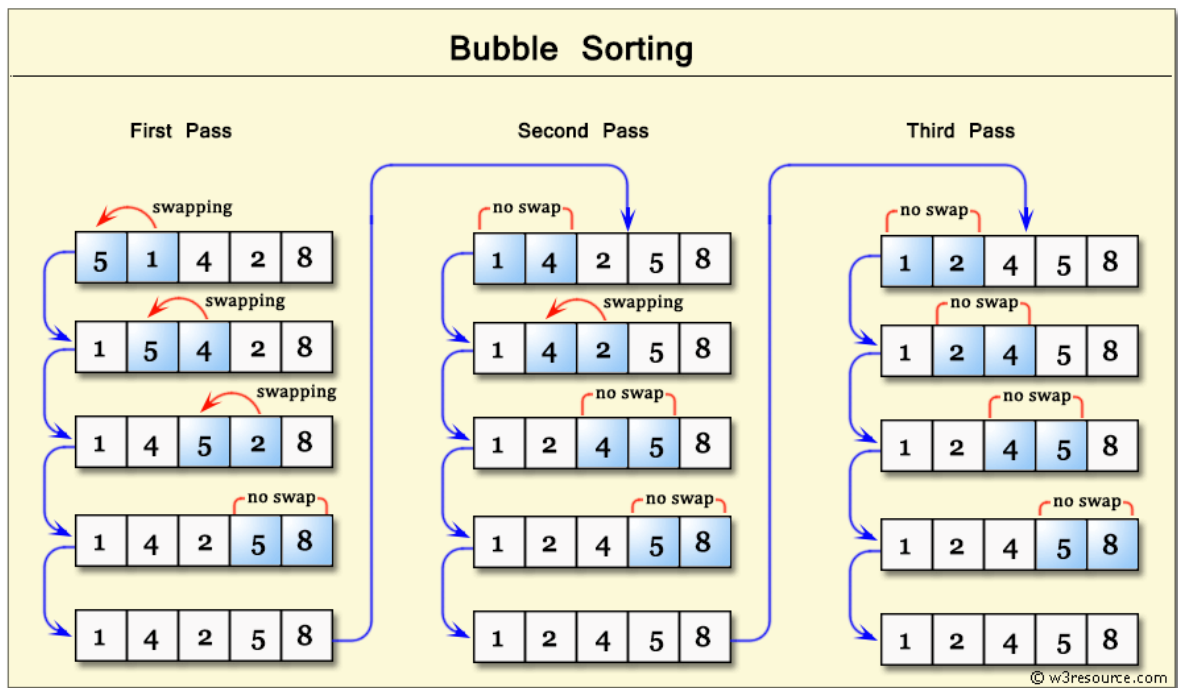 Bubble Sorting
First Pass
swapping
5 1 4 2 8
swapping
1 5 4 2 8
swapping
1 4 5 2 8
no swap
1 4 2 5 8
1 4 2 5 8
Second Pass
no swap
1 4 2 5 8
swapping
1 4 2 5 8
no swap
1 2 4 5 8
no swap
1 2 4 5 8
1 2 4 5 8
Third Pass
no swap
1 2 4 5 8
no swap
1 2 4 5 8
no swap
1 2 4 5 8
no swap
1 2 4 5 8
1 2 4 5 8
© w3resource.com